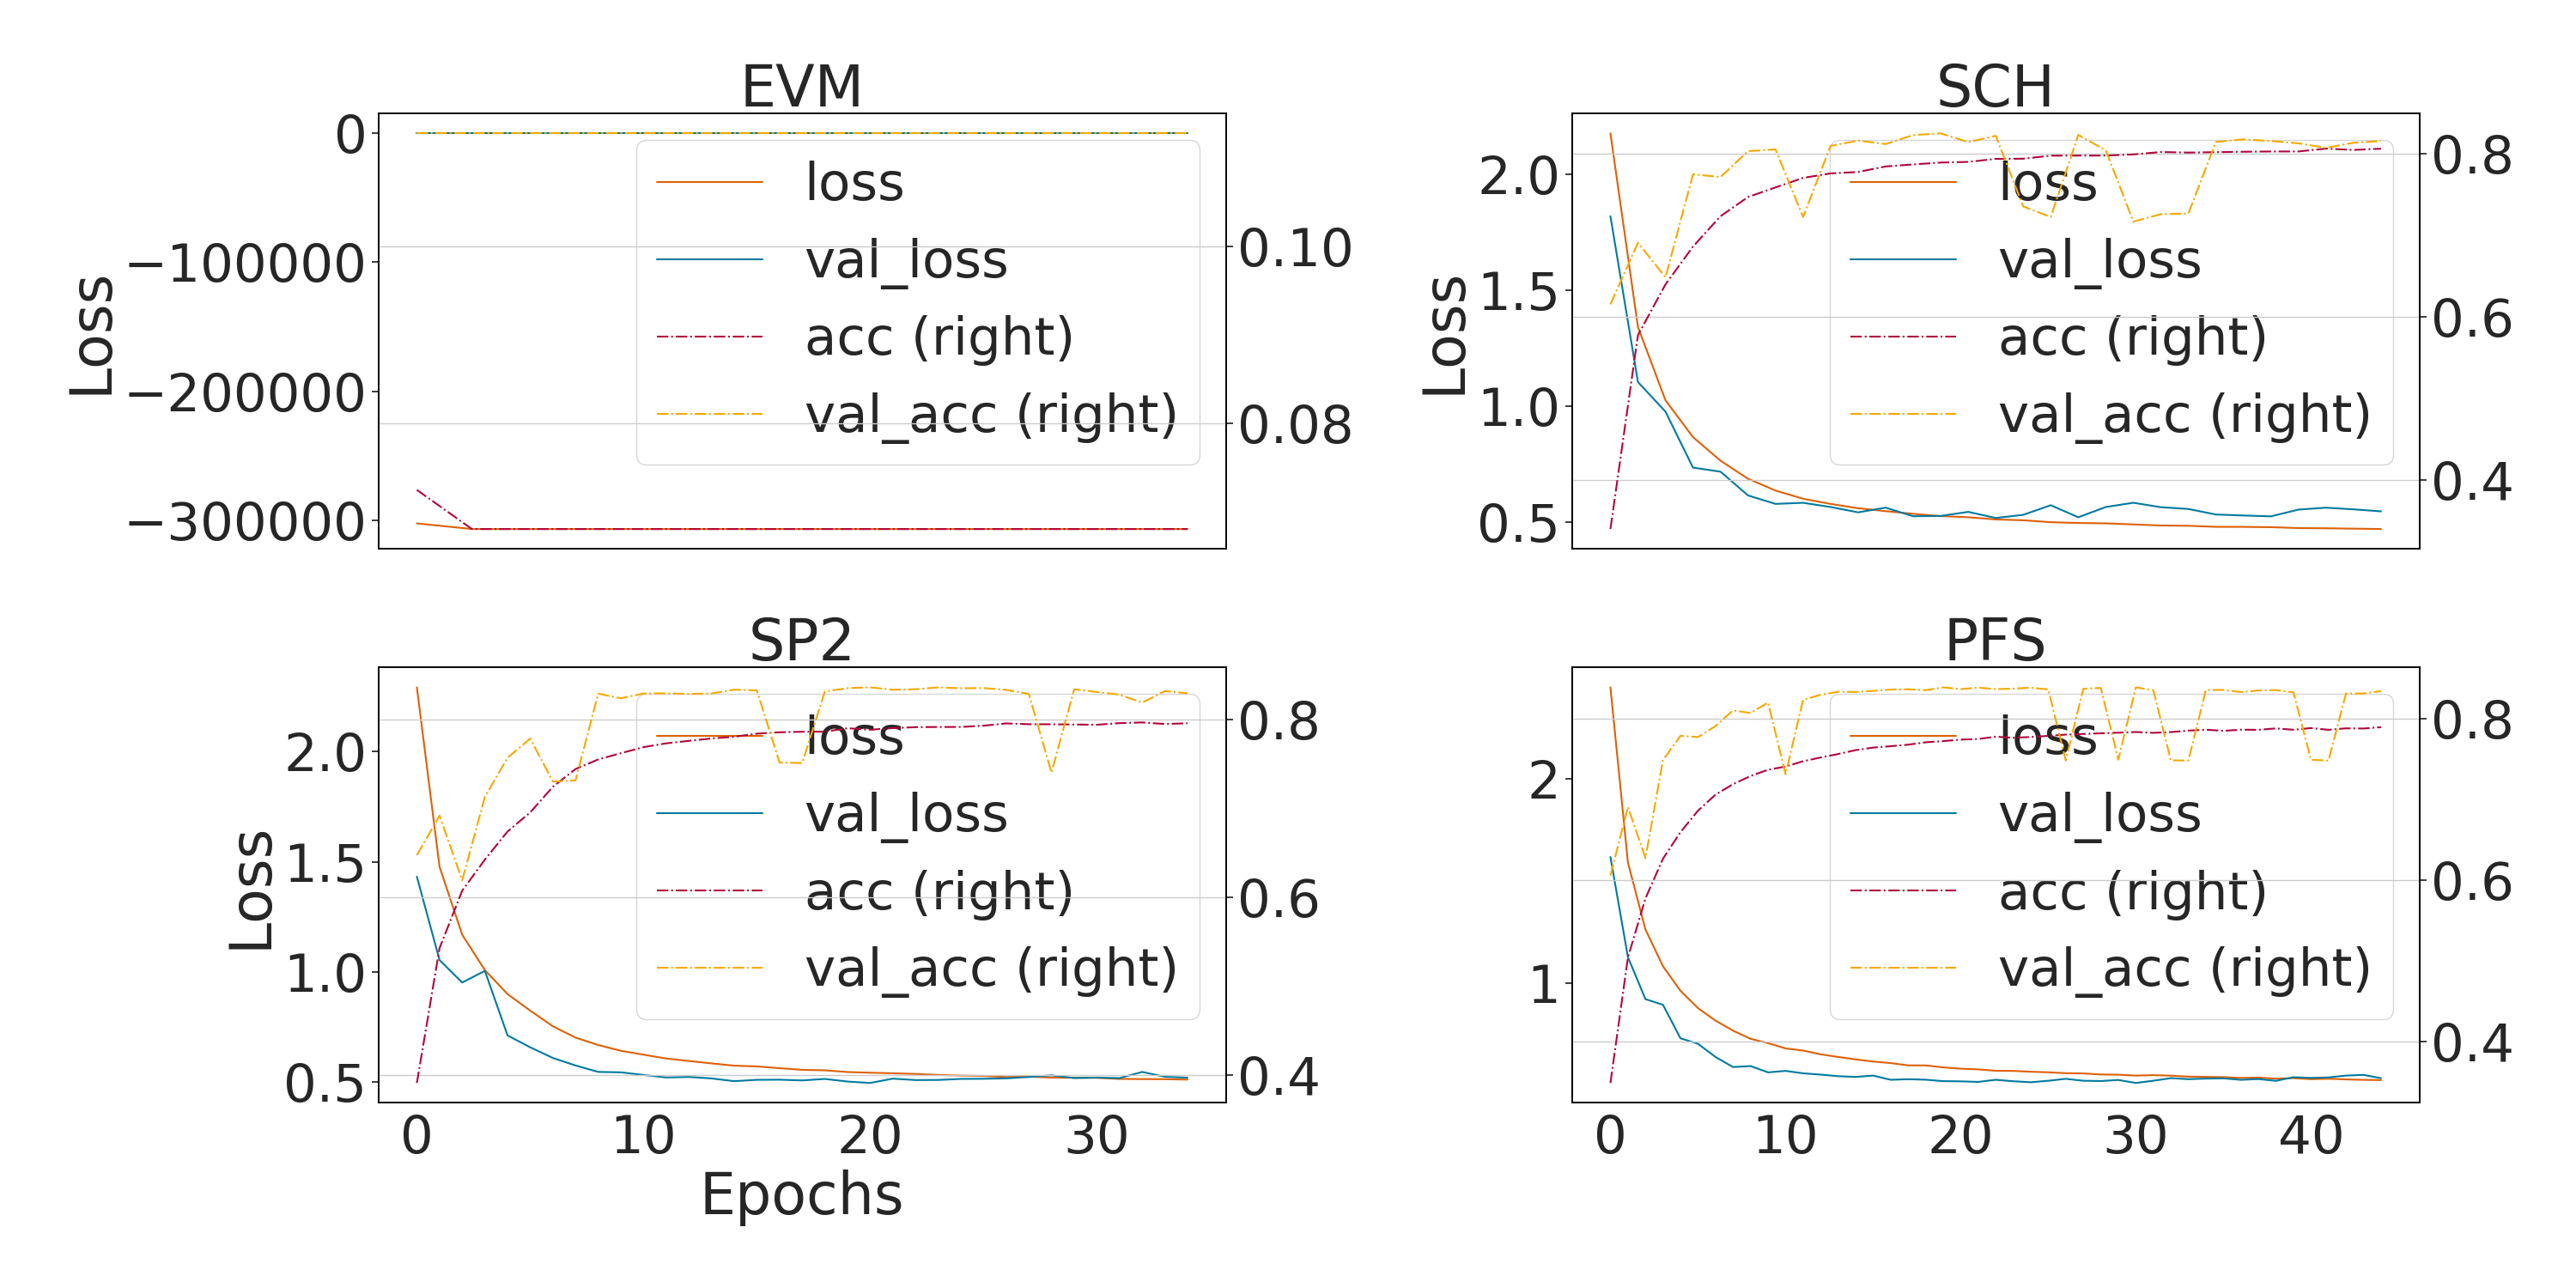 EVM
0
−100000
−200000
−300000
Loss
loss
val_loss
acc (right)
val_acc (right)
0.10
0.08
SCH
2.0
1.5
1.0
0.5
Loss
loss
val_loss
acc (right)
val_acc (right)
0.8
0.6
0.4
SP2
2.0
1.5
1.0
0.5
Loss
loss
val_loss
acc (right)
val_acc (right)
0.8
0.6
0.4
0 10 20 30
Epochs
PFS
2
1
loss
val_loss
acc (right)
val_acc (right)
0.8
0.6
0.4
0 10 20 30 40